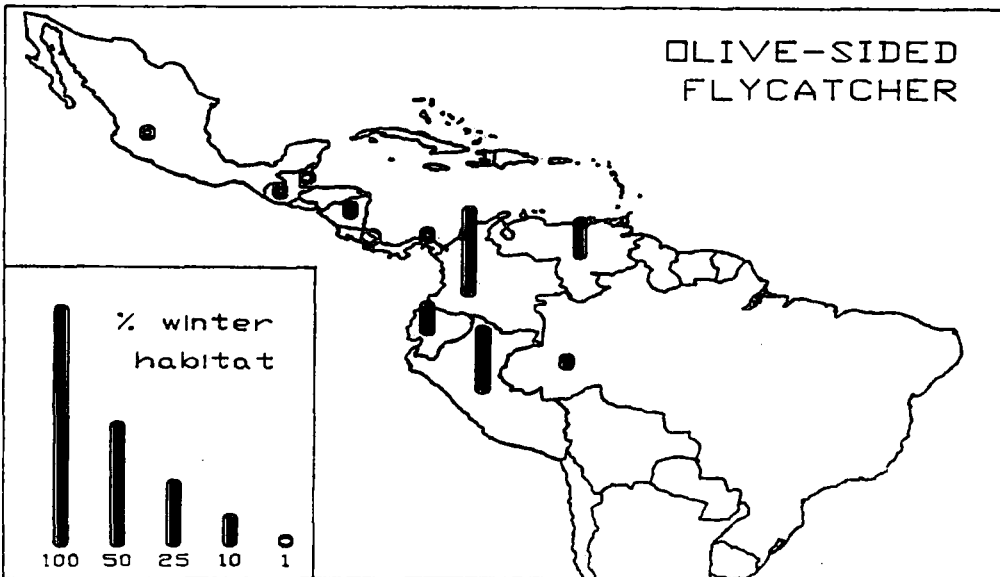 OLIVE-SIDED
FLYCATCHER
% winter
habitat
100 50 25 10 1